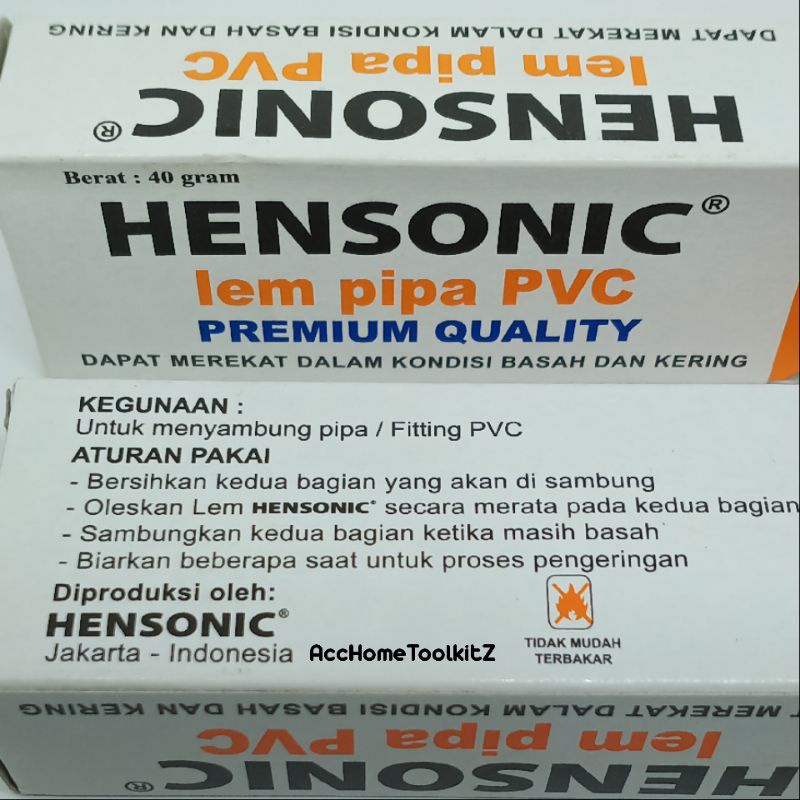 DAPAT MEREKAT DALAM KONDISI BASAH DAN KERING
lem pipa PVC
HENSONIC®
Berat : 40 gram
HENSONIC®
lem pipa PVC
PREMIUM QUALITY
DAPAT MEREKAT DALAM KONDISI BASAH DAN KERING
KEGUNAAN :
Untuk menyambung pipa / Fitting PVC
ATURAN PAKAI
- Bersihkan kedua bagian yang akan di sambung
- Oleskan Lem HENSONIC® secara merata pada kedua bagian
- Sambungkan kedua bagian ketika masih basah
- Biarkan beberapa saat untuk proses pengeringan
Diproduksi oleh:
HENSONIC®
Jakarta - Indonesia
AccHomeToolkitZ
TIDAK MUDAH
TERBAKAR
MEREKAT DALAM KONDISI BASAH DAN KERING
lem pipa PVC
HENSONIC®